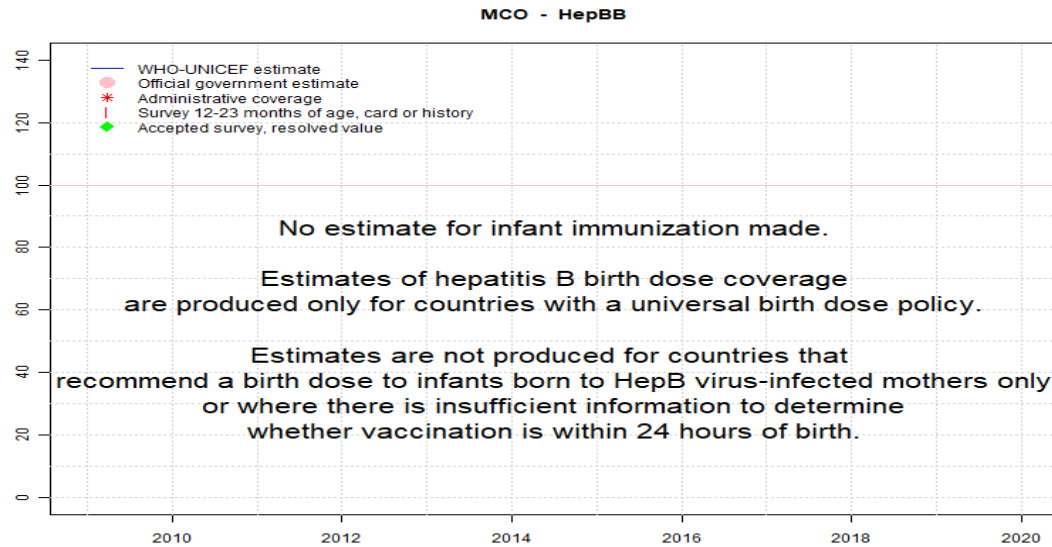 MCO - HepBB
140
120
100
80
60
40
20
0
WHO-UNICEF estimate
Official government estimate
Administrative coverage
Survey 12-23 months of age, card or history
Accepted survey, resolved value
No estimate for infant immunization made.
Estimates of hepatitis B birth dose coverage
are produced only for countries with a universal birth dose policy.
Estimates are not produced for countries that
recommend a birth dose to infants born to HepB virus-infected mothers only
or where there is insufficient information to determine
whether vaccination is within 24 hours of birth.
2010 2012 2014 2016 2018 2020